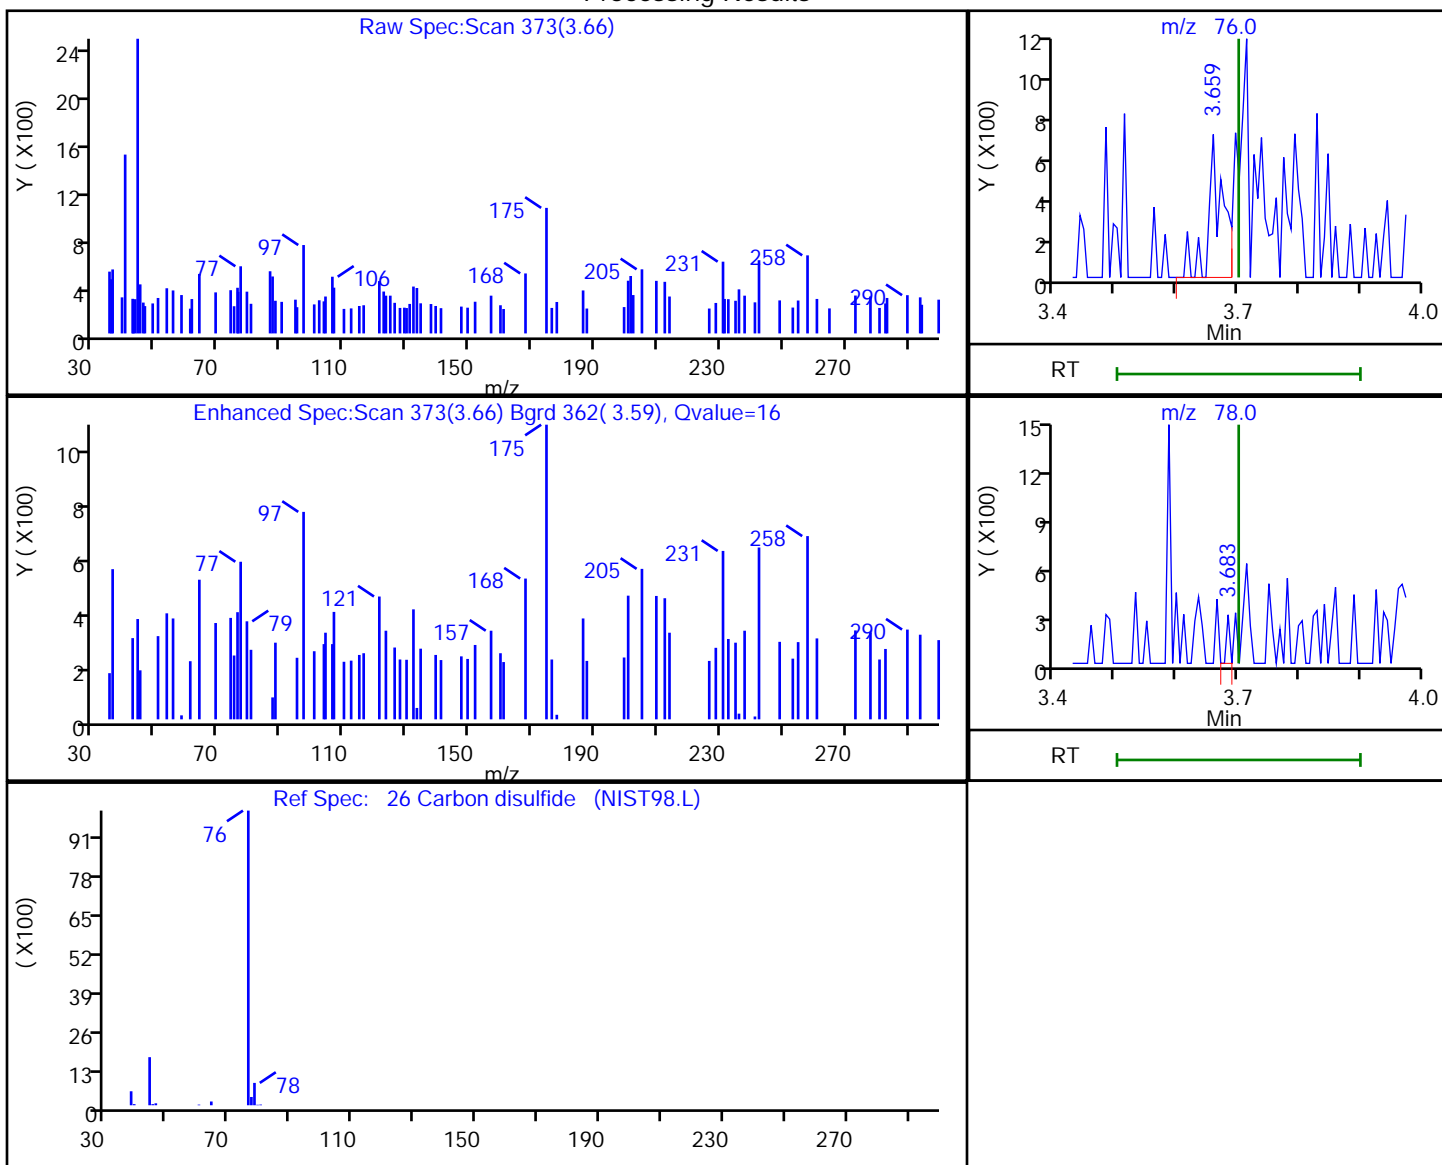 Processing Results
Raw Spec:Scan 373(3.66)
24
20
16
12
8
4
0
Y ( X100)
175
97
77
106
168
205
231
258
290
30 70 110 150 190 230 270
m/z
m/z 76.0
12
10
8
6
4
2
0
Y ( X100)
3.659
3.4 3.7 4.0
Min
RT
Enhanced Spec:Scan 373(3.66) Bgrd 362( 3.59), Qvalue=16
10
8
6
4
2
0
Y ( X100)
175
97
77
79
121
157
168
205
231
258
290
30 70 110 150 190 230 270
m/z
m/z 78.0
15
12
9
6
3
0
Y ( X100)
3.683
3.4 3.7 4.0
Min
RT
Ref Spec: 26 Carbon disulfide (NIST98.L)
91
78
65
52
39
26
13
0
( X100)
76
78
30 70 110 150 190 230 270